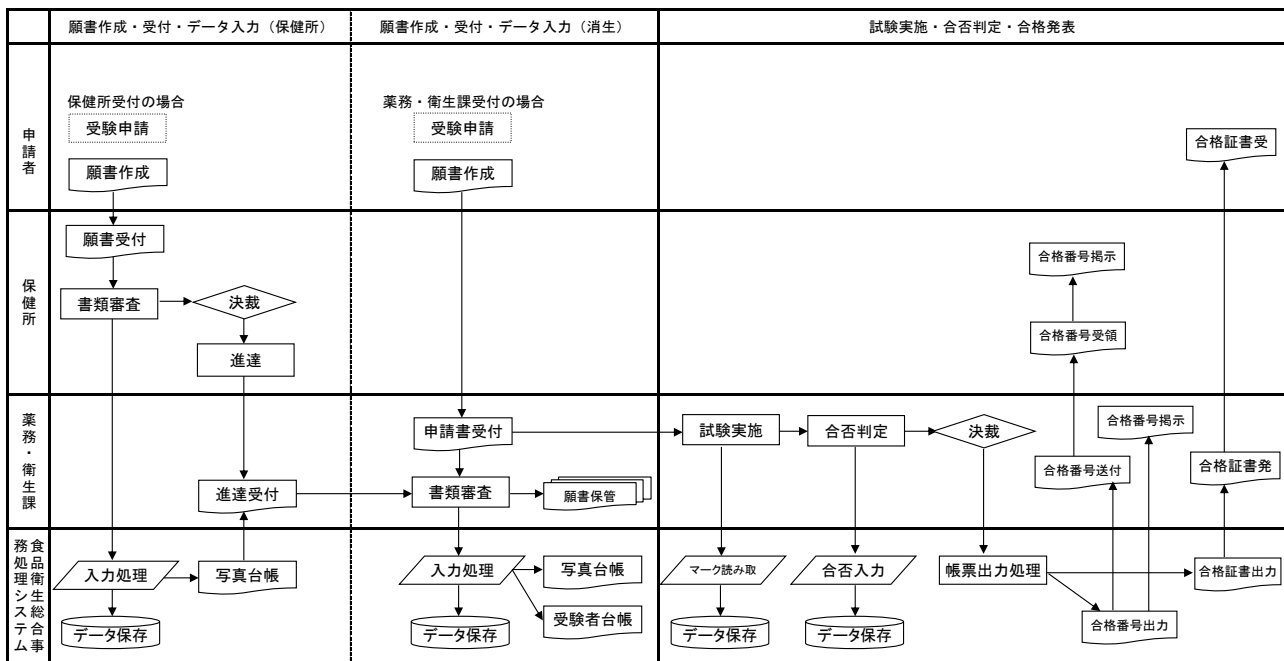 願書作成・受付・データ入力（保健所）
願書作成・受付・データ入力（消生）
試験実施・合否判定・合格発表
申請者
保健所受付の場合
受験申請
願書作成
薬務・衛生課受付の場合
受験申請
願書作成
合格証書受
保健所
願書受付
書類審査
決裁
進達
合格番号掲示
合格番号受領
薬務・衛生課
進達受付
申請書受付
書類審査
願書保管
試験実施
合否判定
決裁
合格番号送付
合格番号掲示
合格証書発
食品衛生総合事
務処理システム
入力処理
写真台帳
データ保存
入力処理
写真台帳
受験者台帳
データ保存
マーク読み取
データ保存
合否入力
データ保存
帳票出力処理
合格番号出力
合格証書出力